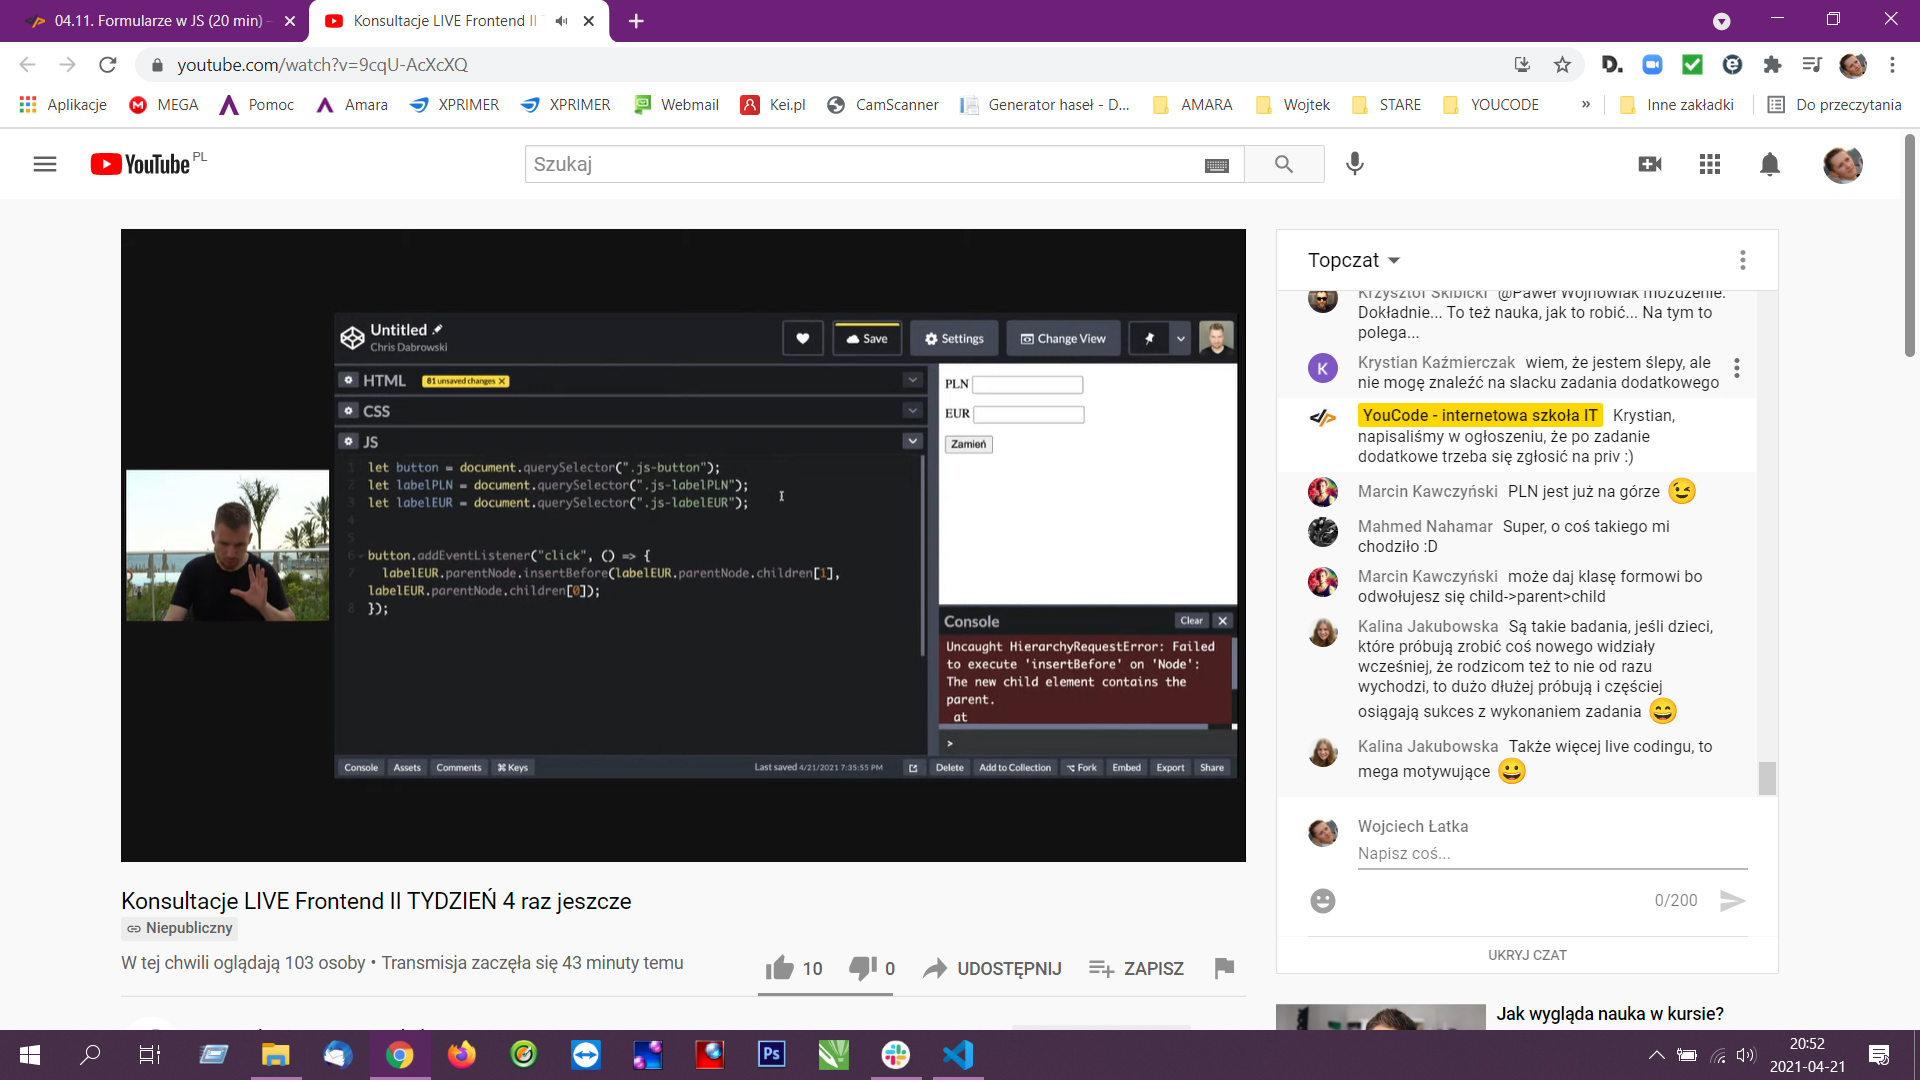 04.11. Formularze w JS (20 min) -
Konsultacje LIVE Frontend II
youtube.com/watch?v=9cqU-AcXcXQ
Aplikacje
MEGA
Pomoc
Amara
XPRIMER
XPRIMER
Webmail
Kei.pl
CamScanner
Generator haseł - D...
AMARA
Wojtek
STARE
YOUCODE
»
Inne zakładki
Do przeczytania
YouTube PL
Szukaj
Untitled
Chris Dabrowski
Save
Settings
Change View
HTML
81 unsaved changes X
CSS
JS
1 let button = document.querySelector(".js-button");
2 let labelPLN = document.querySelector(".js-labelPLN");
3 let labelEUR = document.querySelector(".js-labelEUR");
4
5
6 button.addEventListener("click", () => {
7 labelEUR.parentNode.insertBefore(labelEUR.parentNode.children[1],
labelEUR.parentNode.children[0]);
8 });
PLN
EUR
Zamień
Console
Clear
Uncaught HierarchyRequestError: Failed
to execute 'insertBefore' on 'Node':
The new child element contains the
parent.
at
>
Console
Assets
Comments
⌘ Keys
Last saved 4/21/2021 7:35:55 PM
Delete
Add to Collection
Fork
Embed
Export
Share
Konsultacje LIVE Frontend II TYDZIEŃ 4 raz jeszcze
Niepubliczny
W tej chwili oglądają 103 osoby • Transmisja zaczęła się 43 minuty temu
10
0
UDOSTĘPNIJ
ZAPISZ
Topczat
Krzysztof Skibicki @Paweł Wojnowiak móżdżenie.
Dokładnie... To też nauka, jak to robić... Na tym to
polega...
K
Krystian Kaźmierczak wiem, że jestem ślepy, ale
nie mogę znaleźć na slacku zadania dodatkowego
YouCode - internetowa szkoła IT Krystian,
napisaliśmy w ogłoszeniu, że po zadanie
dodatkowe trzeba się zgłosić na priv :)
Marcin Kawczyński PLN jest już na górze 😉
Mahmed Nahamar Super, o coś takiego mi
chodziło :D
Marcin Kawczyński może daj klasę formowi bo
odwołujesz się child->parent>child
Kalina Jakubowska Są takie badania, jeśli dzieci,
które próbują zrobić coś nowego widziały
wcześniej, że rodzicom też to nie od razu
wychodzi, to dużo dłużej próbują i częściej
osiągają sukces z wykonaniem zadania 😄
Kalina Jakubowska Także więcej live codingu, to
mega motywujące 😀
Wojciech Łatka
Napisz coś...
0/200
UKRYJ CZAT
Jak wygląda nauka w kursie?
Ps
20:52
2021-04-21